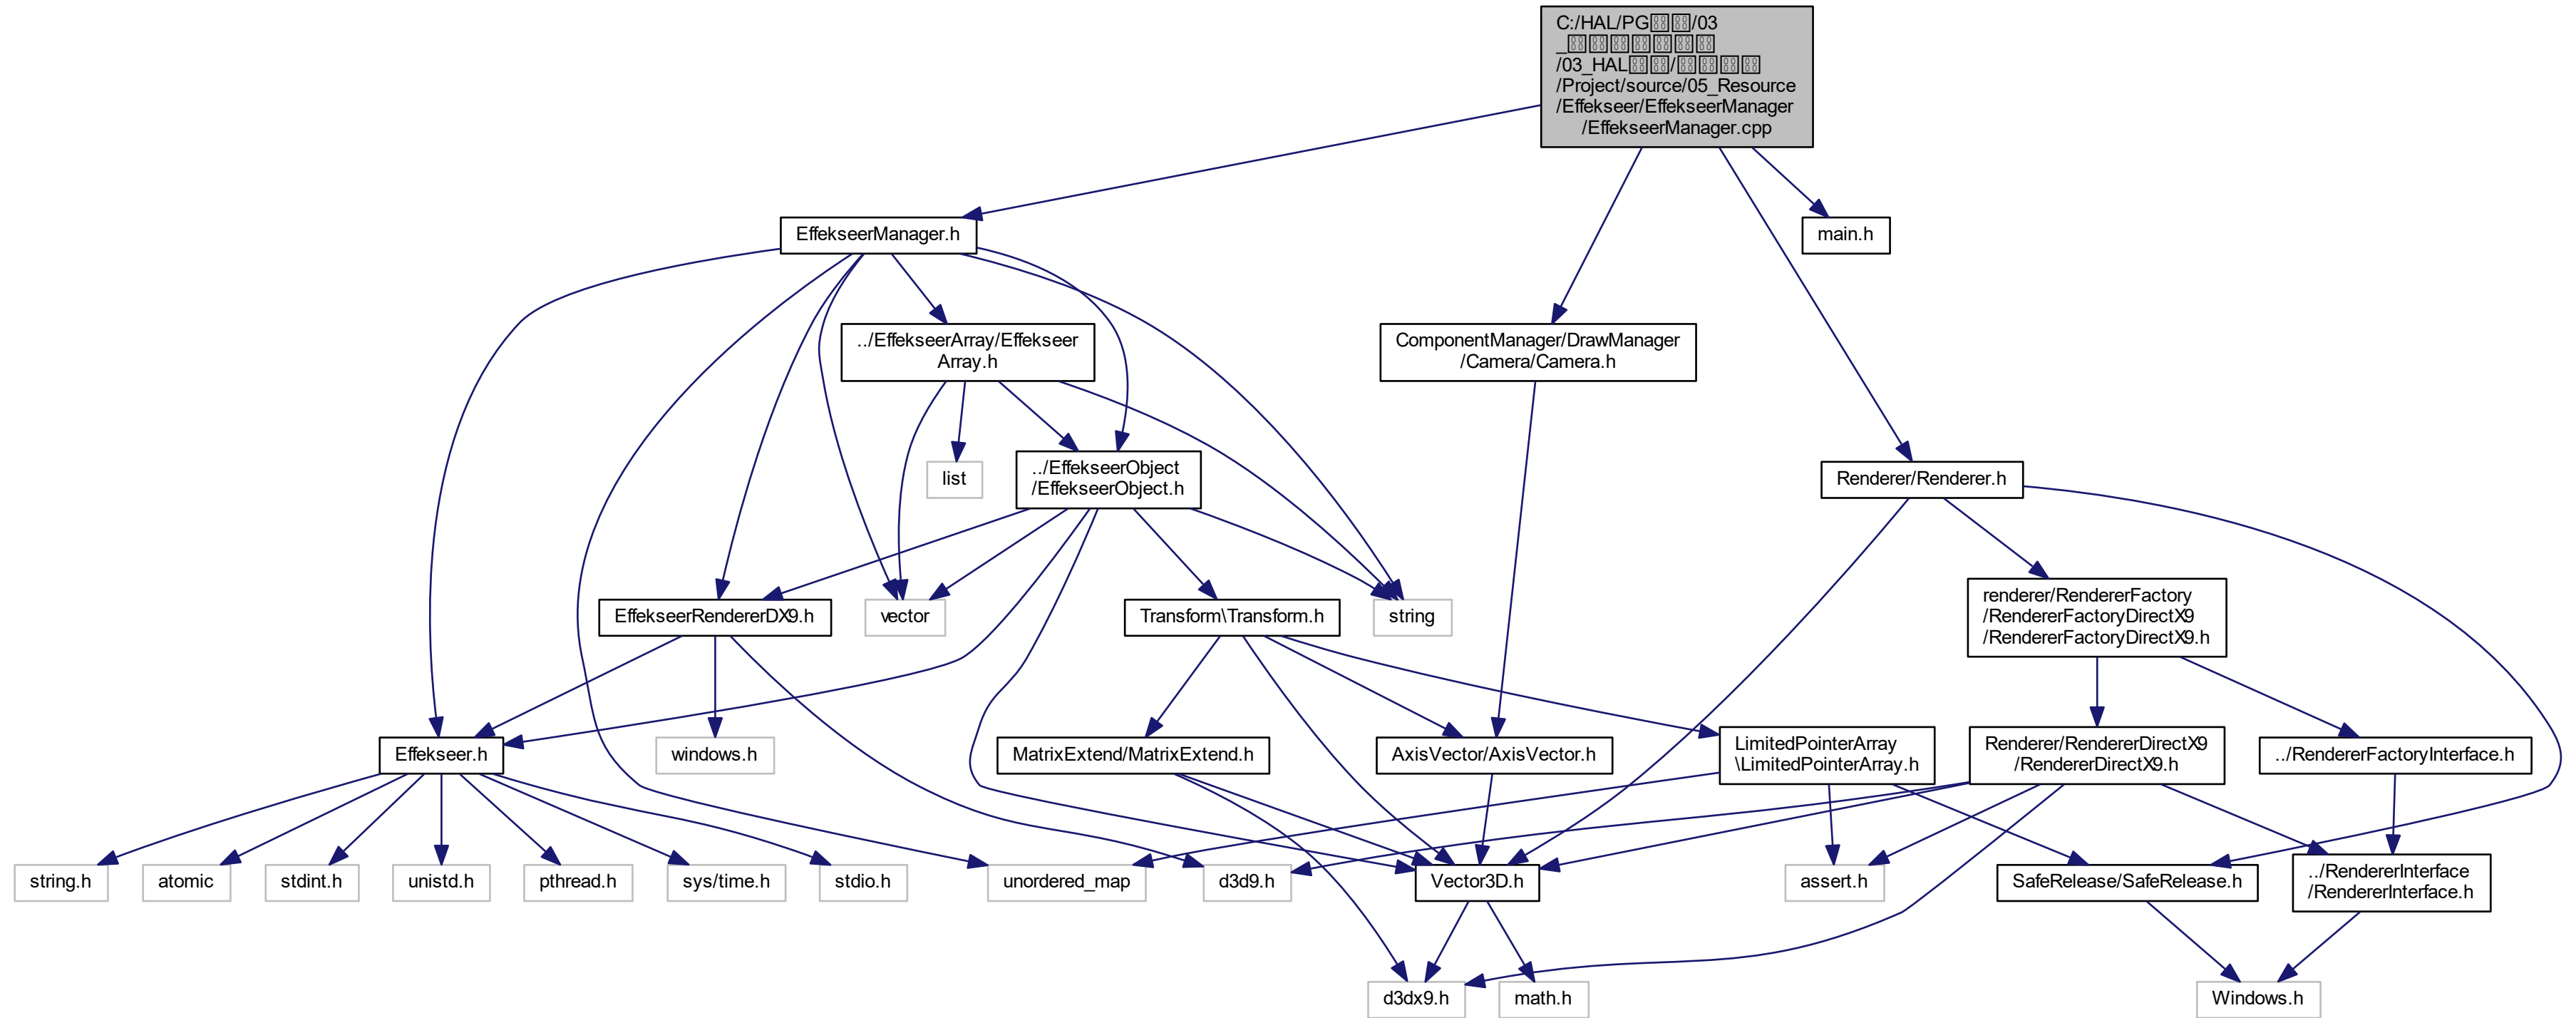 C:/HAL/PG/03
_
/03_HAL/
/Project/source/05_Resource
/Effekseer/EffekseerManager
/EffekseerManager.cpp
EffekseerManager.h
main.h
../EffekseerArray/Effekseer
Array.h
ComponentManager/DrawManager
/Camera/Camera.h
list
../EffekseerObject
/EffekseerObject.h
Renderer/Renderer.h
EffekseerRendererDX9.h
vector
Transform\Transform.h
string
renderer/RendererFactory
/RendererFactoryDirectX9
/RendererFactoryDirectX9.h
Effekseer.h
windows.h
MatrixExtend/MatrixExtend.h
AxisVector/AxisVector.h
LimitedPointerArray
\LimitedPointerArray.h
Renderer/RendererDirectX9
/RendererDirectX9.h
../RendererFactoryInterface.h
string.h
atomic
stdint.h
unistd.h
pthread.h
sys/time.h
stdio.h
unordered_map
d3d9.h
Vector3D.h
assert.h
SafeRelease/SafeRelease.h
../RendererInterface
/RendererInterface.h
d3dx9.h
math.h
Windows.h